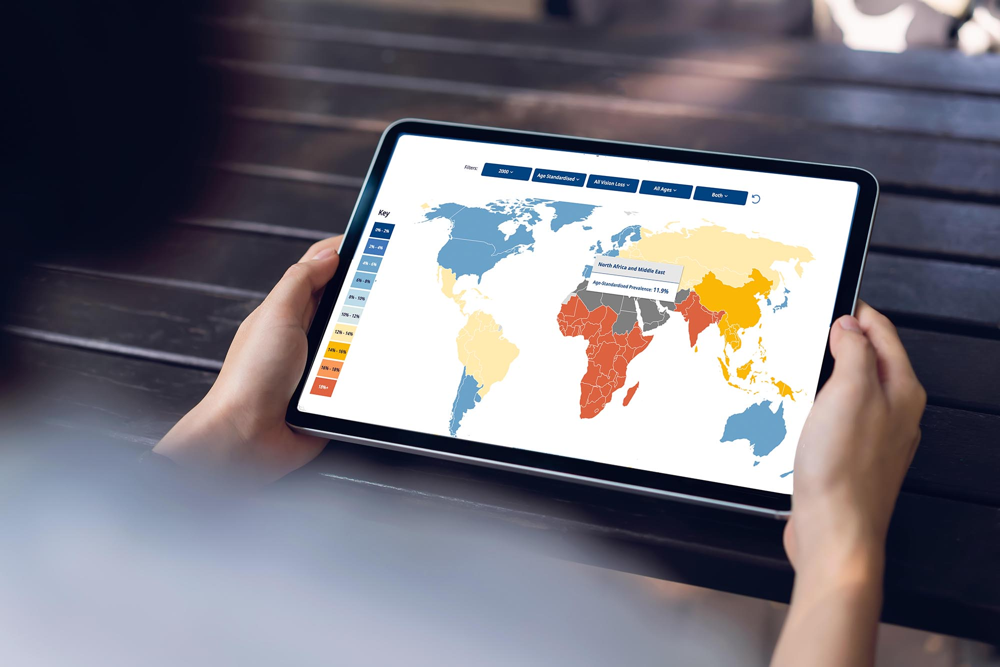 Filters:
2000
Age Standardised
All Vision Loss
All Ages
Both
Key
0% - 2%
2% - 4%
4% - 6%
6% - 8%
8% - 10%
10% - 12%
12% - 14%
14% - 16%
16% - 18%
18%+
North Africa and Middle East
Age-Standardised Prevalence: 11.9%